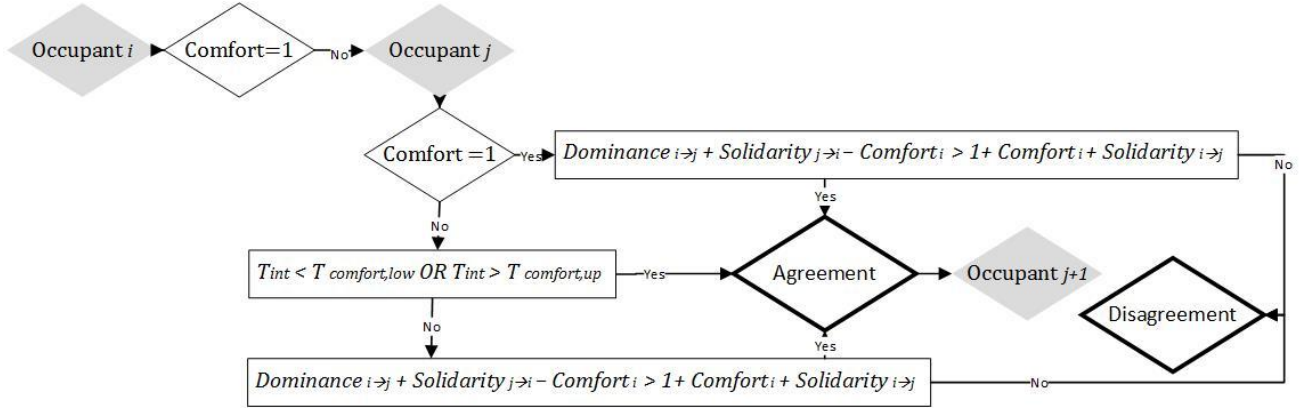 Occupant i
Comfort=1
No
Occupant j
Comfort =1
Yes
Dominance i→j + Solidarity j→i – Comfort i > 1+ Comfort i + Solidarity i→j
No
Yes
No
Tint < T comfort,low OR Tint > T comfort,up
Yes
Agreement
Occupant j+1
Disagreement
No
Yes
Dominance i→j + Solidarity j→i – Comfort i > 1+ Comfort i + Solidarity i→j
No